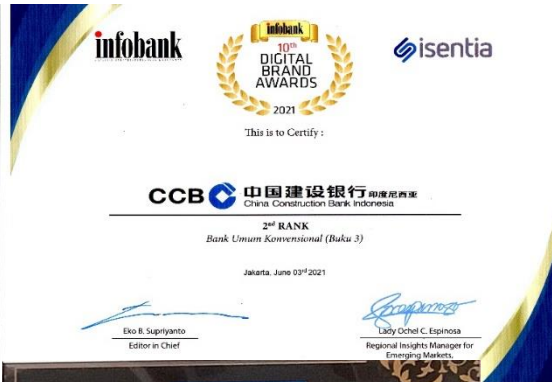 infobank
isentia
infobank
10th
DIGITAL
BRAND
AWARDS
2021
This is to Certify :
CCB 中国建设银行 印度尼西亚
China Construction Bank Indonesia
2nd RANK
Bank Umum Konvensional (Buku 3)
Jakarta, June 03rd 2021
Eko B. Supriyanto
Editor in Chief
Lady Ochel C. Espinosa
Regional Insights Manager for
Emerging Markets,